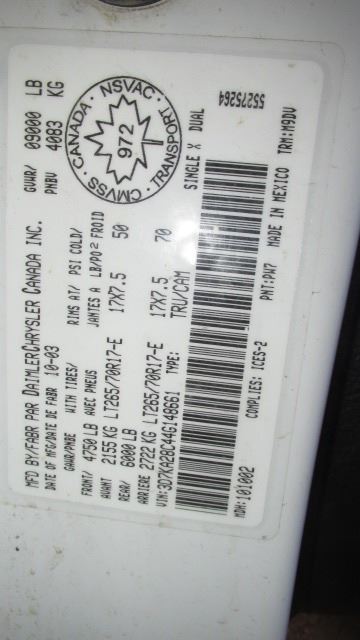 MFD BY/FABR PAR DAIMLERCHRYSLER CANADA INC.
DATE OF MFG/DATE DE FABR 10-03
GVWR/ 09000 LB
PNBV 4083 KG
GAWR/PNBE WITH TIRES/ RIMS AT/ PSI COLD/
AVEC PNEUS JANTES A LB/PO2 FROID
FRONT/ 4750 LB
AVANT 2155 KG LT265/70R17-E 17X7.5 50
REAR/ 6000 LB
ARRIERE 2722 KG LT265/70R17-E 17X7.5 70
CANADA · NSVAC · TRANSPORT · CMVSS
972
VIN: 3D7KA28C44G148661 TYPE: TRU/CAM SINGLE X DUAL
55275264
MDH: 101002 COMPLIES: ICES-2 PNT: PW7 MADE IN MEXICO TRM: M9DV